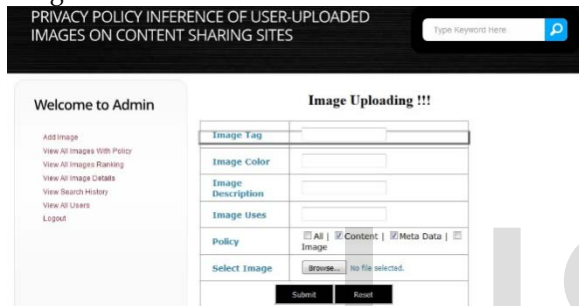 PRIVACY POLICY INFERENCE OF USER-UPLOADED
IMAGES ON CONTENT SHARING SITES
Type Keyword Here
Welcome to Admin
Add Image
View All Images With Policy
View All Images Ranking
View All Image Details
View Search History
View All Users
Logout
Image Uploading !!!
Image Tag
Image Color
Image
Description
Image Uses
Policy
All | Content | Meta Data |
Image
Select Image
Browse... No file selected.
Submit Reset